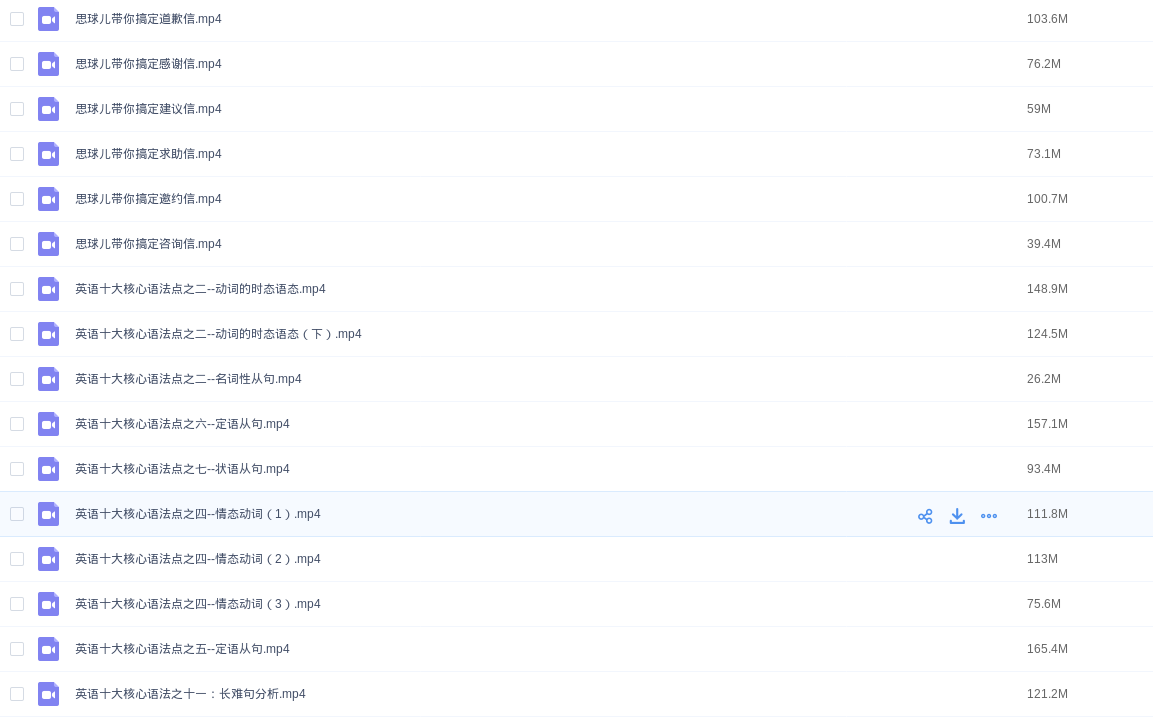 思球儿带你搞定道歉信.mp4 103.6M
思球儿带你搞定感谢信.mp4 76.2M
思球儿带你搞定建议信.mp4 59M
思球儿带你搞定求助信.mp4 73.1M
思球儿带你搞定邀约信.mp4 100.7M
思球儿带你搞定咨询信.mp4 39.4M
英语十大核心语法点之二--动词的时态语态.mp4 148.9M
英语十大核心语法点之二--动词的时态语态（下）.mp4 124.5M
英语十大核心语法点之二--名词性从句.mp4 26.2M
英语十大核心语法点之六--定语从句.mp4 157.1M
英语十大核心语法点之七--状语从句.mp4 93.4M
英语十大核心语法点之四--情态动词（1）.mp4 111.8M
英语十大核心语法点之四--情态动词（2）.mp4 113M
英语十大核心语法点之四--情态动词（3）.mp4 75.6M
英语十大核心语法点之五--定语从句.mp4 165.4M
英语十大核心语法之十一：长难句分析.mp4 121.2M